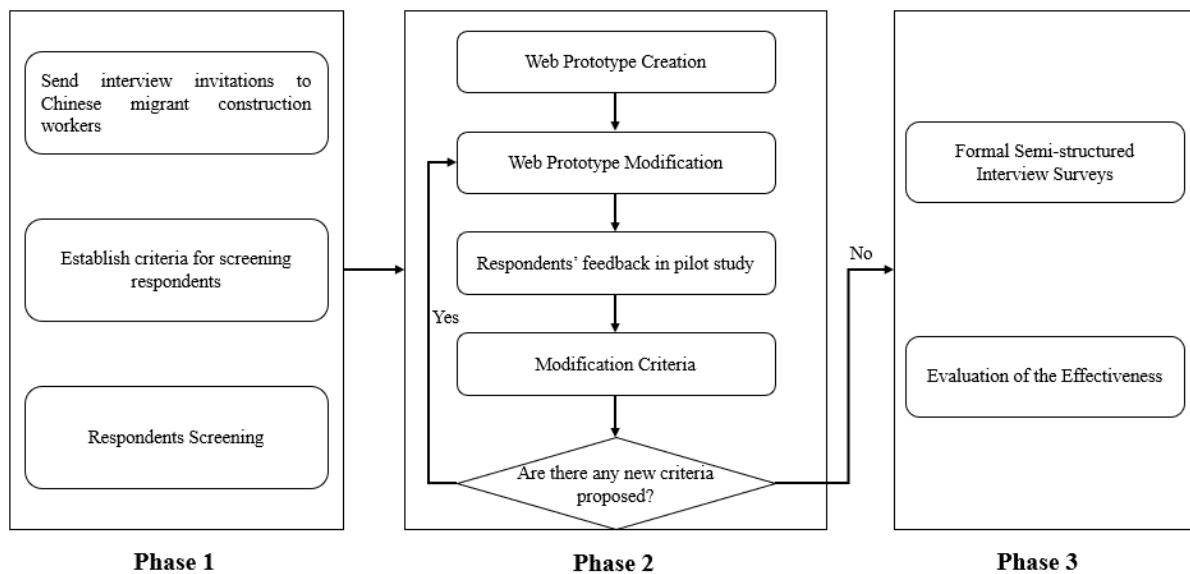 Send interview invitations to
Chinese migrant construction
workers
Establish criteria for screening
respondents
Respondents Screening
Phase 1
Web Prototype Creation
Web Prototype Modification
Respondents’ feedback in pilot study
Yes
Modification Criteria
Are there any new criteria
proposed?
Phase 2
No
Formal Semi-structured
Interview Surveys
Evaluation of the Effectiveness
Phase 3